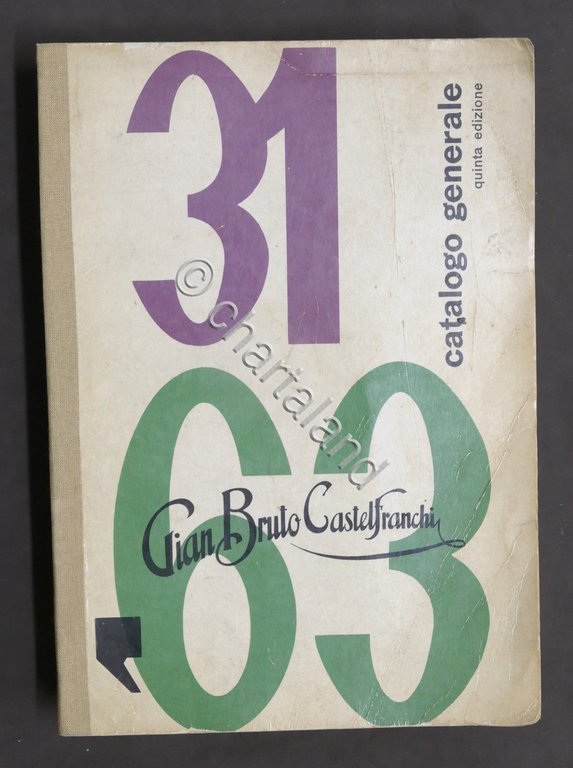 31
63
catalogo generale
quinta edizione
Gian Bruto Castelfranchi
© chartaland